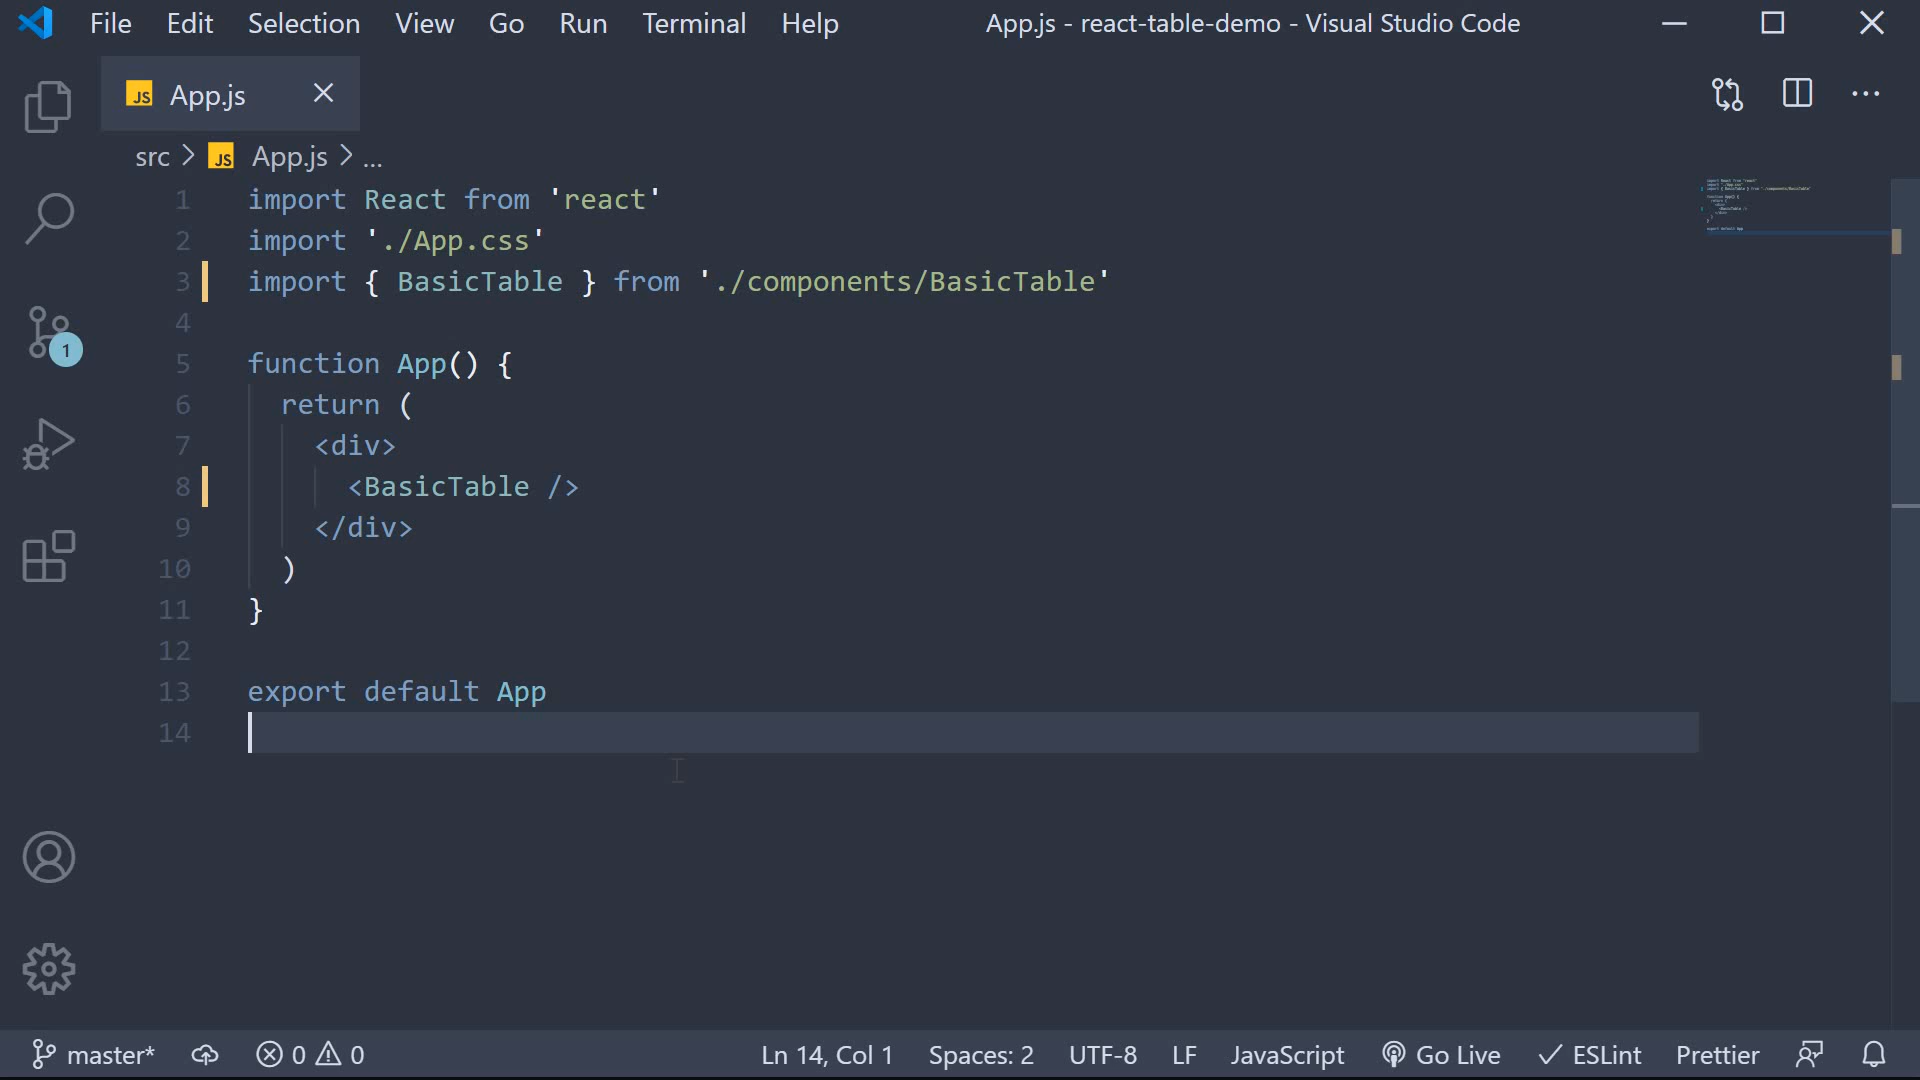 File Edit Selection View Go Run Terminal Help App.js - react-table-demo - Visual Studio Code
JS App.js
src > JS App.js > ...
1 import React from 'react'
2 import './App.css'
3 import { BasicTable } from './components/BasicTable'
4
5 function App() {
6 return (
7 <div>
8 <BasicTable />
9 </div>
10 )
11 }
12
13 export default App
14
1
master* 0 0 Ln 14, Col 1 Spaces: 2 UTF-8 LF JavaScript Go Live ESLint Prettier